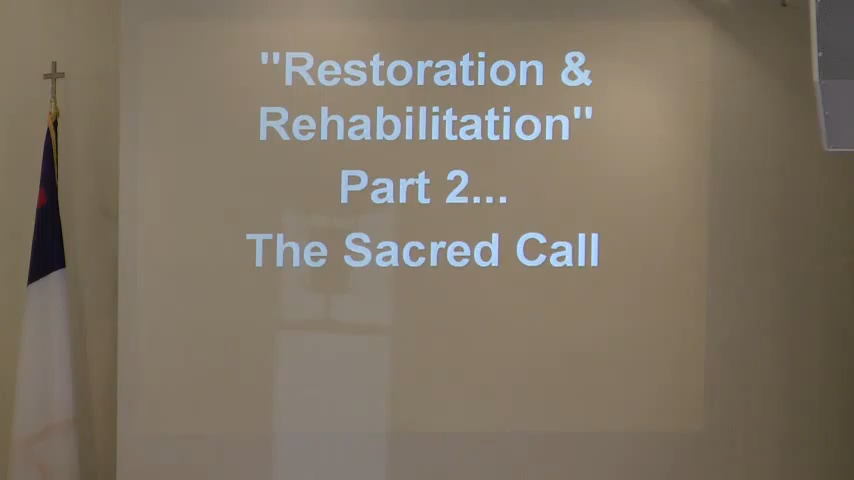 "Restoration &
Rehabilitation"
Part 2...
The Sacred Call